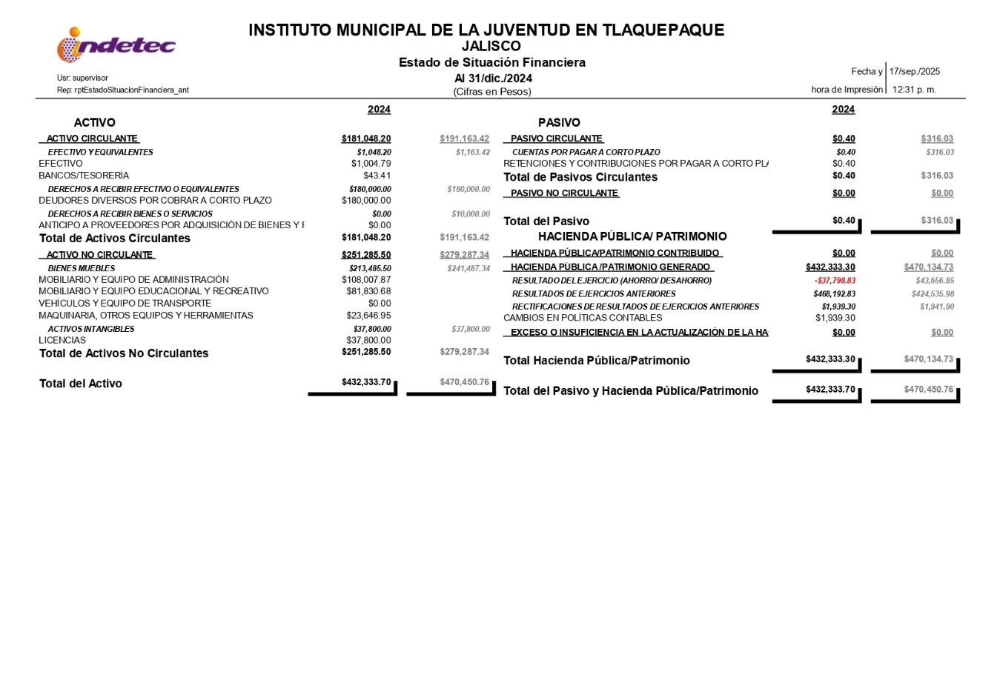 indetec
INSTITUTO MUNICIPAL DE LA JUVENTUD EN TLAQUEPAQUE
JALISCO
Estado de Situación Financiera
Al 31/dic./2024
(Cifras en Pesos)
Usr: supervisor
Rep: rptEstadoSituacionFinanciera_ant
Fecha y 17/sep./2025
hora de Impresión 12:31 p. m.
2024
ACTIVO
ACTIVO CIRCULANTE $181,048.20 $191,163.42
EFECTIVO Y EQUIVALENTES $1,048.20 $1,163.42
EFECTIVO $1,004.79
BANCOS/TESORERÍA $43.41
DERECHOS A RECIBIR EFECTIVO O EQUIVALENTES $180,000.00 $180,000.00
DEUDORES DIVERSOS POR COBRAR A CORTO PLAZO $180,000.00
DERECHOS A RECIBIR BIENES O SERVICIOS $0.00 $10,000.00
ANTICIPO A PROVEEDORES POR ADQUISICIÓN DE BIENES Y $0.00
Total de Activos Circulantes $181,048.20 $191,163.42
ACTIVO NO CIRCULANTE $251,285.50 $279,287.34
BIENES MUEBLES $213,485.50 $241,487.34
MOBILIARIO Y EQUIPO DE ADMINISTRACIÓN $108,007.87
MOBILIARIO Y EQUIPO EDUCACIONAL Y RECREATIVO $81,830.68
VEHÍCULOS Y EQUIPO DE TRANSPORTE $0.00
MAQUINARIA, OTROS EQUIPOS Y HERRAMIENTAS $23,646.95
ACTIVOS INTANGIBLES $37,800.00 $37,800.00
LICENCIAS $37,800.00
Total de Activos No Circulantes $251,285.50 $279,287.34
Total del Activo $432,333.70 $470,450.76
2024
PASIVO
PASIVO CIRCULANTE $0.40 $316.03
CUENTAS POR PAGAR A CORTO PLAZO $0.40 $316.03
RETENCIONES Y CONTRIBUCIONES POR PAGAR A CORTO PLA $0.40
Total de Pasivos Circulantes $0.40 $316.03
PASIVO NO CIRCULANTE $0.00 $0.00
Total del Pasivo $0.40 $316.03
HACIENDA PÚBLICA/ PATRIMONIO
HACIENDA PÚBLICA/PATRIMONIO CONTRIBUIDO $0.00 $0.00
HACIENDA PÚBLICA /PATRIMONIO GENERADO $432,333.30 $470,134.73
RESULTADO DEL EJERCICIO (AHORRO/ DESAHORRO) -$37,798.83 $43,656.85
RESULTADOS DE EJERCICIOS ANTERIORES $468,192.83 $424,535.98
RECTIFICACIONES DE RESULTADOS DE EJERCICIOS ANTERIORES $1,939.30 $1,941.90
CAMBIOS EN POLÍTICAS CONTABLES $1,939.30
EXCESO O INSUFICIENCIA EN LA ACTUALIZACIÓN DE LA HA $0.00 $0.00
Total Hacienda Pública/Patrimonio $432,333.30 $470,134.73
Total del Pasivo y Hacienda Pública/Patrimonio $432,333.70 $470,450.76